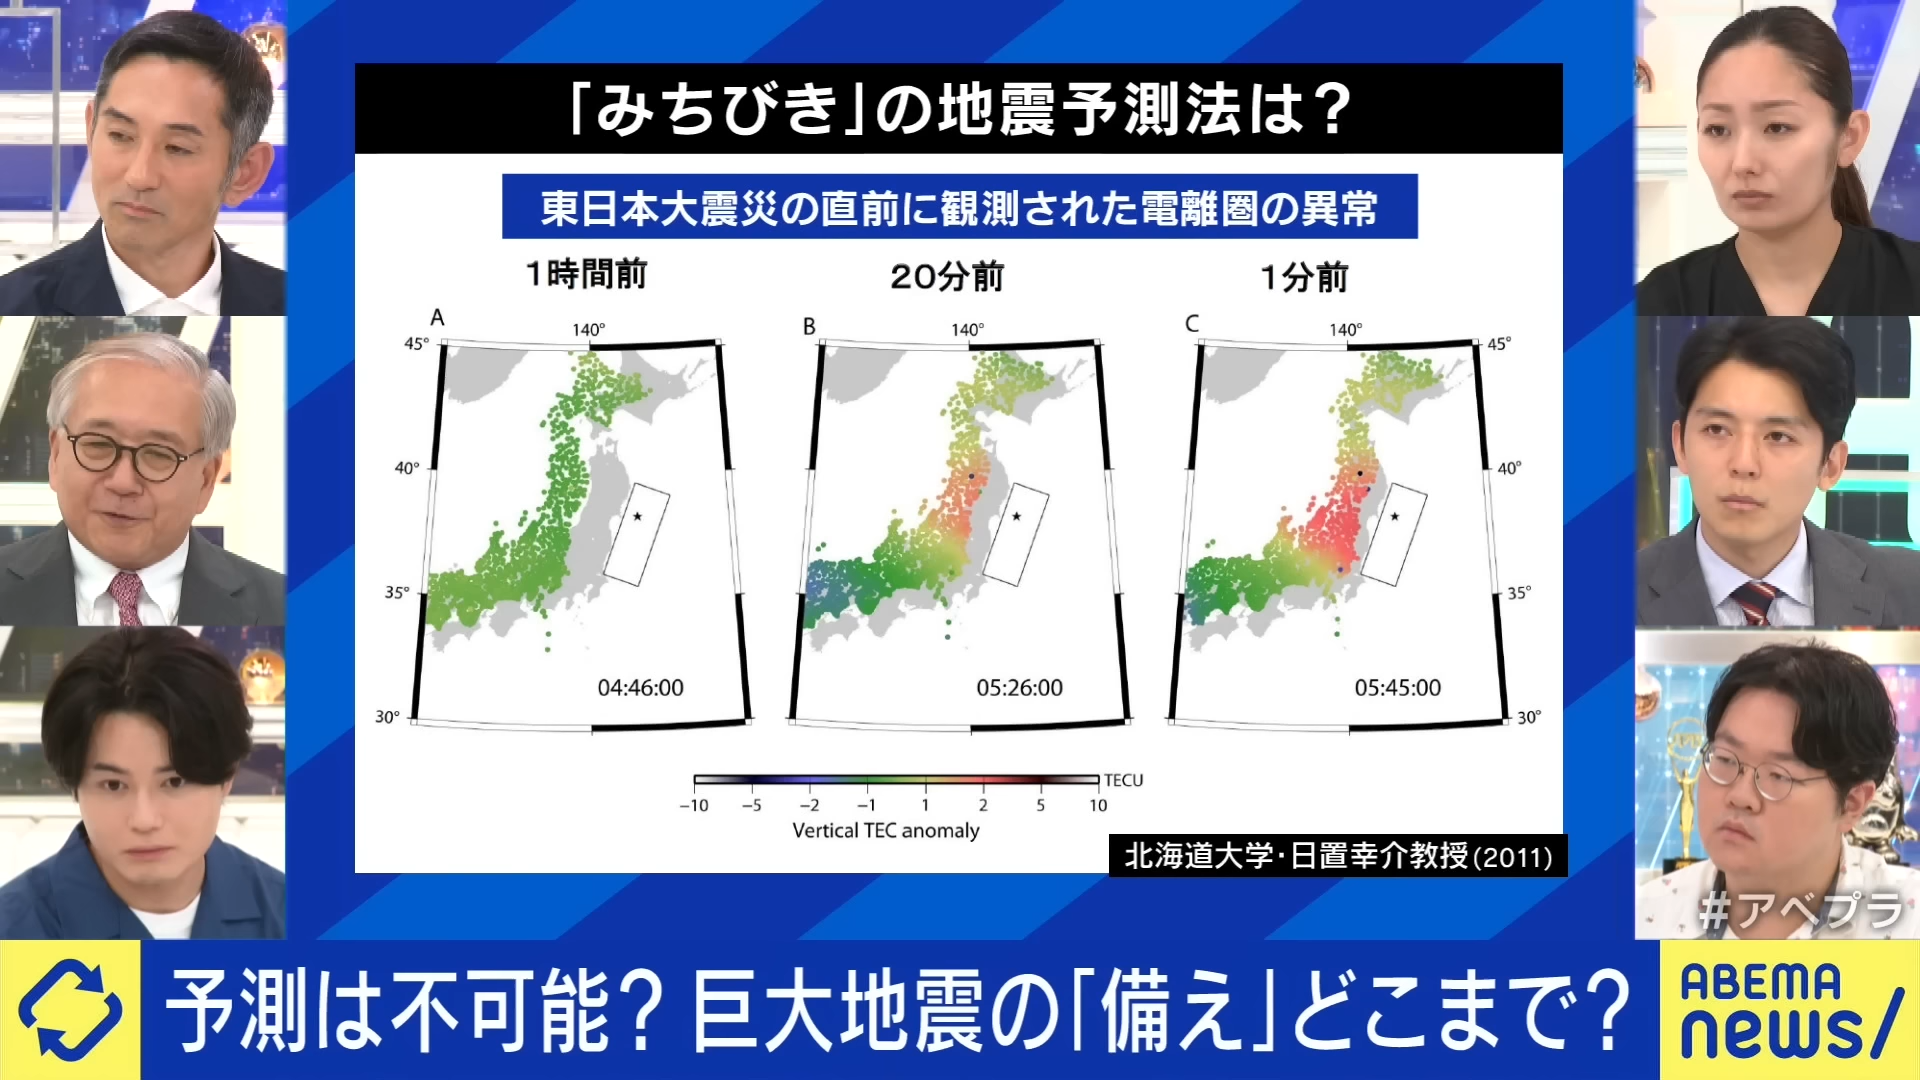 「みちびき」の地震予測法は？
東日本大震災の直前に観測された電離圏の異常
1時間前
20分前
1分前
A
B
C
140°
140°
140°
45°
45°
40°
40°
35°
35°
30°
30°
04:46:00
05:26:00
05:45:00
TECU
−10 −5 −2 −1 1 2 5 10
Vertical TEC anomaly
北海道大学・日置幸介教授(2011)
#アベプラ
予測は不可能？巨大地震の「備え」どこまで？
ABEMA
news/